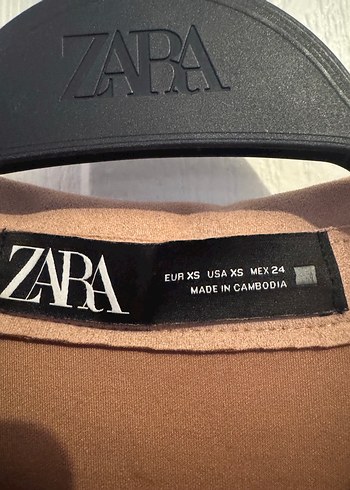 ZARA
ZARA
EUR XS USA XS MEX 24
MADE IN CAMBODIA